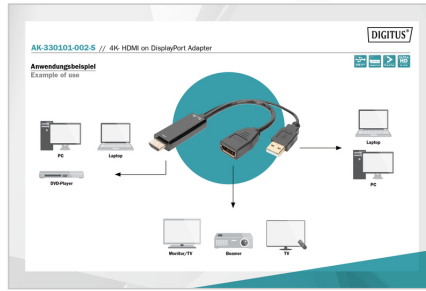 DIGITUS®
AK-330101-002-S // 4K- HDMI on DisplayPort Adapter
Anwendungsbeispiel
Example of use
PC
Laptop
DVD-Player
Laptop
PC
Monitor/TV
Beamer
TV